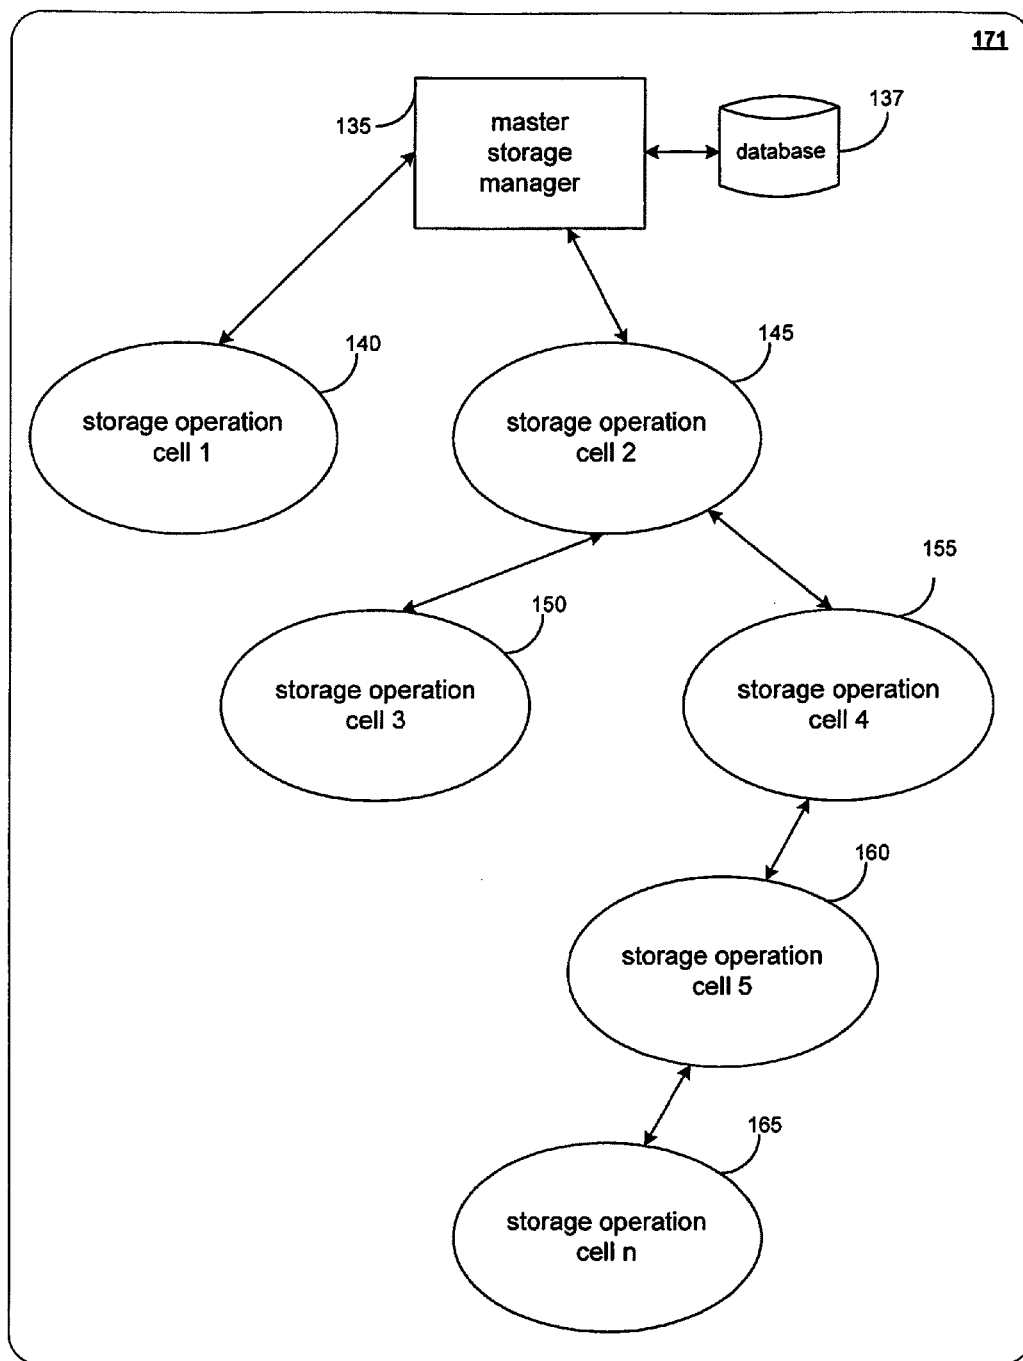 171
135
master
storage
manager
database
137
140
145
storage operation
cell 1
storage operation
cell 2
155
150
storage operation
cell 3
storage operation
cell 4
160
storage operation
cell 5
165
storage operation
cell n